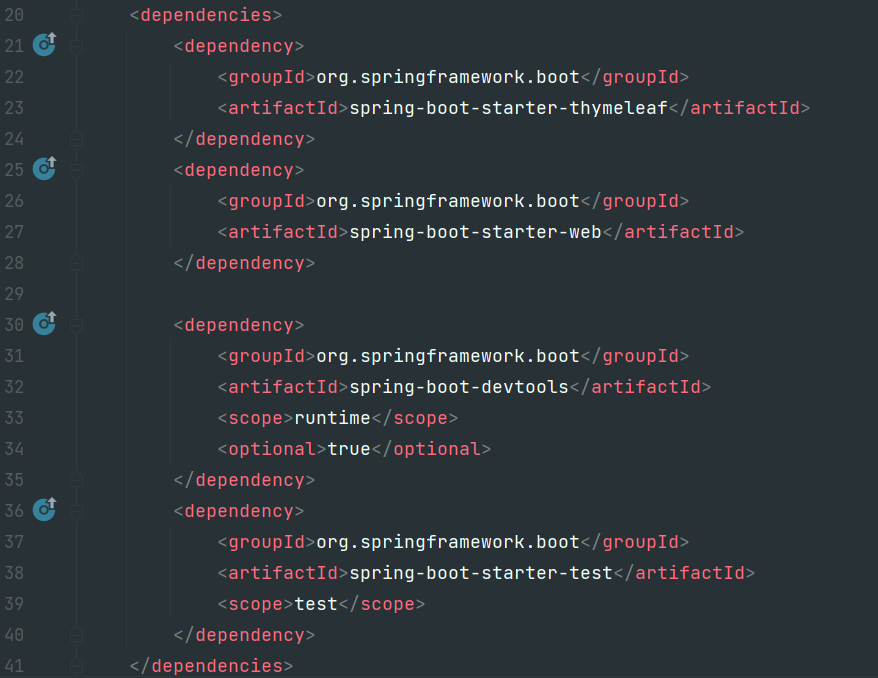 20 <dependencies>
21 <dependency>
22 <groupId>org.springframework.boot</groupId>
23 <artifactId>spring-boot-starter-thymeleaf</artifactId>
24 </dependency>
25 <dependency>
26 <groupId>org.springframework.boot</groupId>
27 <artifactId>spring-boot-starter-web</artifactId>
28 </dependency>
29
30 <dependency>
31 <groupId>org.springframework.boot</groupId>
32 <artifactId>spring-boot-devtools</artifactId>
33 <scope>runtime</scope>
34 <optional>true</optional>
35 </dependency>
36 <dependency>
37 <groupId>org.springframework.boot</groupId>
38 <artifactId>spring-boot-starter-test</artifactId>
39 <scope>test</scope>
40 </dependency>
41 </dependencies>